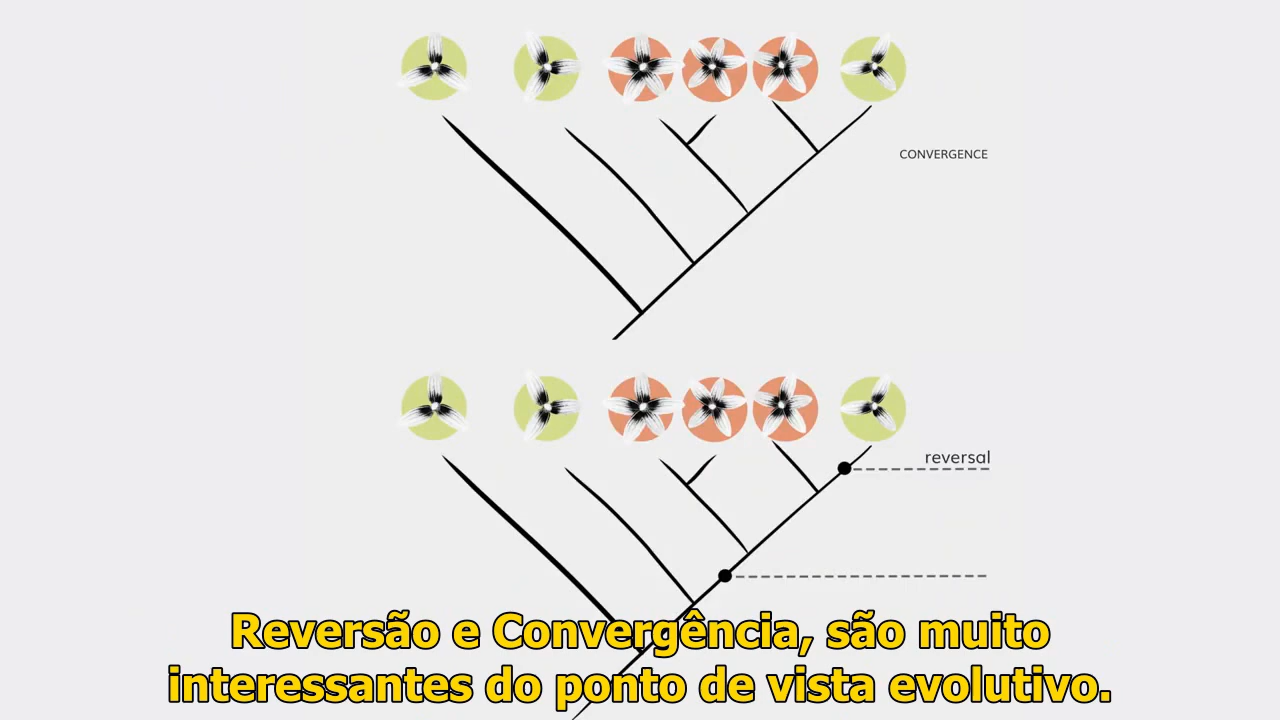 CONVERGENCE
reversal
Reversão e Convergência, são muito
interessantes do ponto de vista evolutivo.